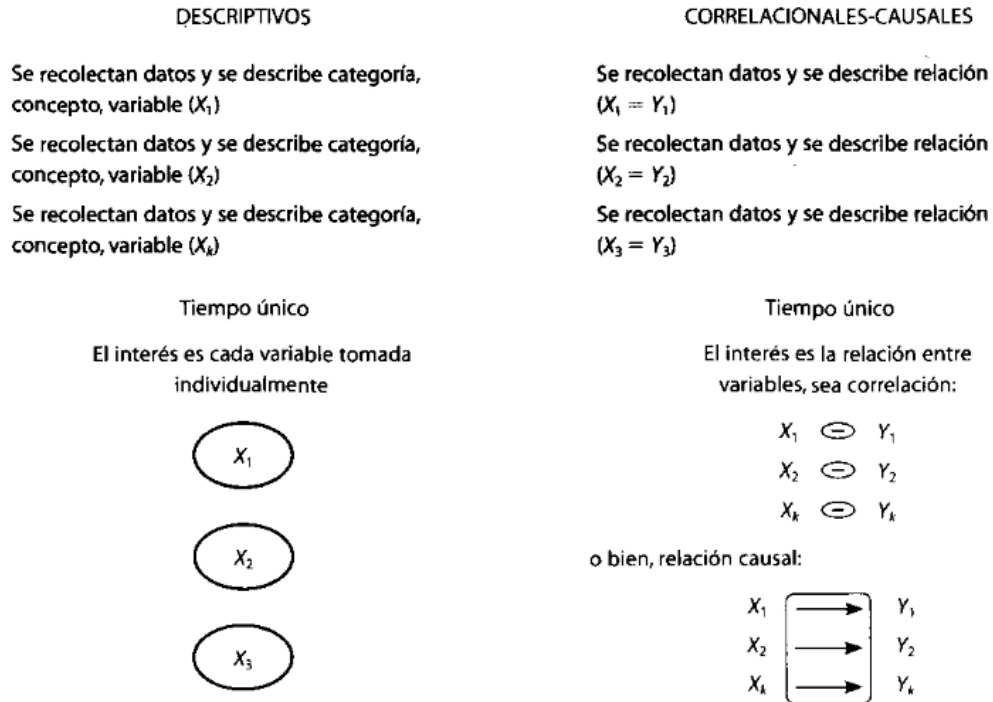 DESCRIPTIVOS
Se recolectan datos y se describe categoría,
concepto, variable (X₁)
Se recolectan datos y se describe categoría,
concepto, variable (X₂)
Se recolectan datos y se describe categoría,
concepto, variable (Xₖ)
Tiempo único
El interés es cada variable tomada
individualmente
X₁
X₂
X₃
CORRELACIONALES-CAUSALES
Se recolectan datos y se describe relación
(X₁ = Y₁)
Se recolectan datos y se describe relación
(X₂ = Y₂)
Se recolectan datos y se describe relación
(X₃ = Y₃)
Tiempo único
El interés es la relación entre
variables, sea correlación:
X₁ Y₁
X₂ Y₂
Xₖ Yₖ
o bien, relación causal:
X₁ Y₁
X₂ Y₂
Xₖ Yₖ